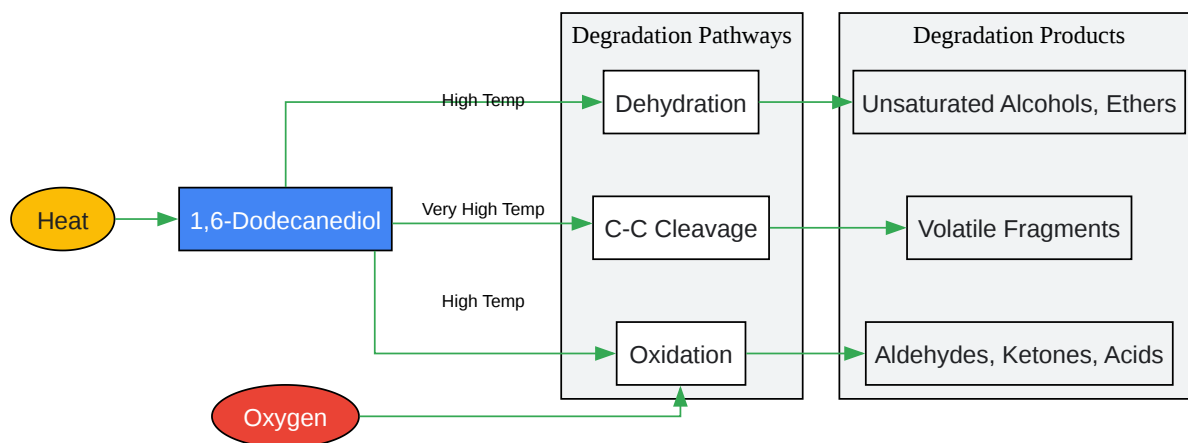 Degradation Pathways
Degradation Products
High Temp
Dehydration
Unsaturated Alcohols, Ethers
Heat
1,6-Dodecanediol
Very High Temp
C-C Cleavage
Volatile Fragments
High Temp
Oxidation
Aldehydes, Ketones, Acids
Oxygen